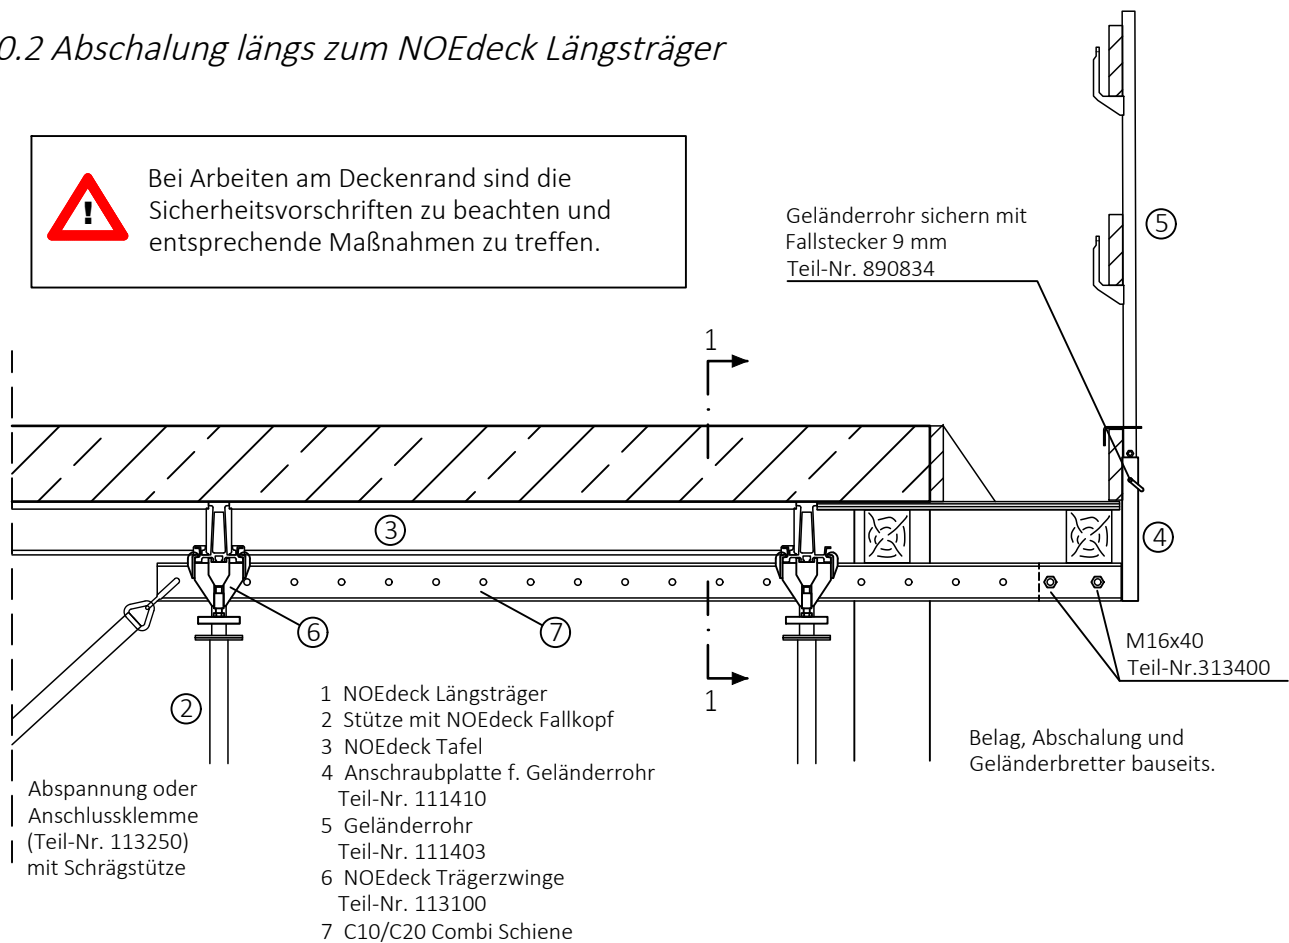 0.2 Abschalung längs zum NOEdeck Längsträger
Bei Arbeiten am Deckenrand sind die
Sicherheitsvorschriften zu beachten und
entsprechende Maßnahmen zu treffen.
!
Geländerrohr sichern mit
Fallstecker 9 mm
Teil-Nr. 890834
5
1
3
4
6
7
2
1
M16x40
Teil-Nr.313400
Belag, Abschalung und
Geländerbretter bauseits.
Abspannung oder
Anschlussklemme
(Teil-Nr. 113250)
mit Schrägstütze
1 NOEdeck Längsträger
2 Stütze mit NOEdeck Fallkopf
3 NOEdeck Tafel
4 Anschraubplatte f. Geländerrohr
Teil-Nr. 111410
5 Geländerrohr
Teil-Nr. 111403
6 NOEdeck Trägerzwinge
Teil-Nr. 113100
7 C10/C20 Combi Schiene